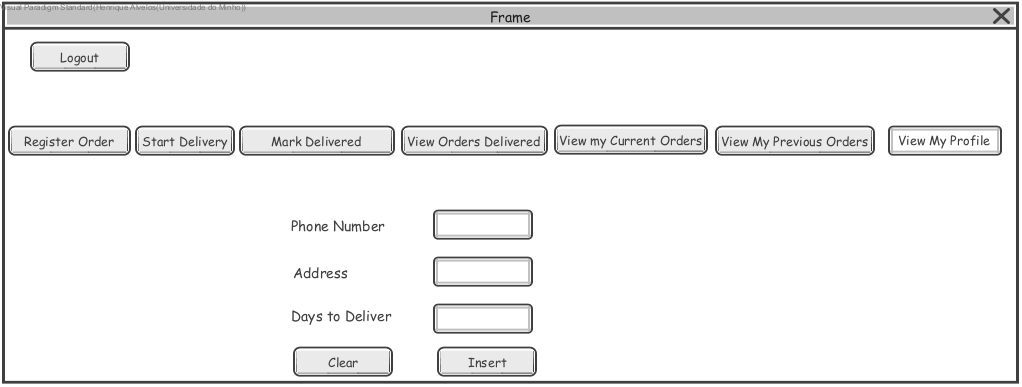 Visual Paradigm Standard(Henrique Alvelos(Universidade do Minho))
Frame
Logout
Register Order
Start Delivery
Mark Delivered
View Orders Delivered
View my Current Orders
View My Previous Orders
View My Profile
Phone Number
Address
Days to Deliver
Clear
Insert